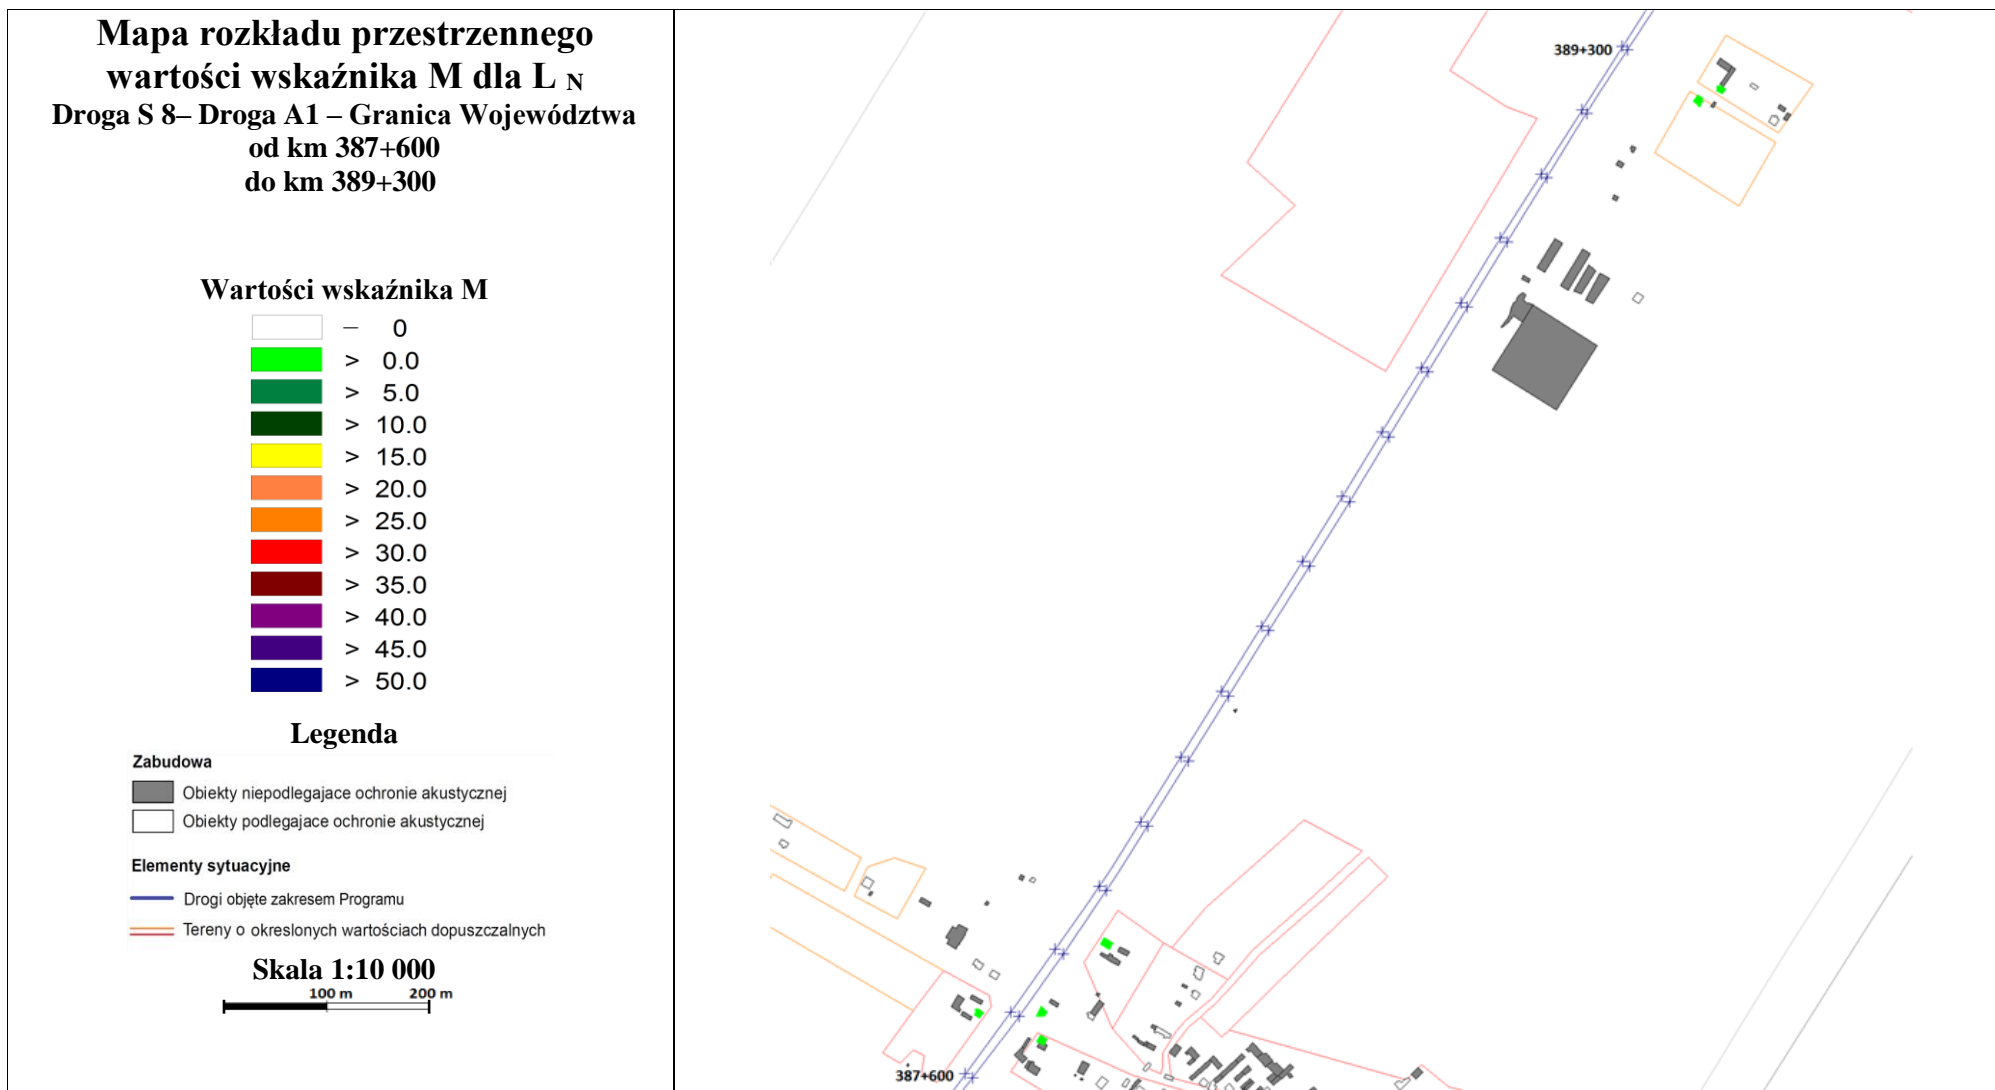 Mapa rozkładu przestrzennego
wartości wskaźnika M dla L N
Droga S 8– Droga A1 – Granica Województwa
od km 387+600
do km 389+300
Wartości wskaźnika M
– 0
> 0.0
> 5.0
> 10.0
> 15.0
> 20.0
> 25.0
> 30.0
> 35.0
> 40.0
> 45.0
> 50.0
Legenda
Zabudowa
Obiekty niepodlegajace ochronie akustycznej
Obiekty podlegajace ochronie akustycznej
Elementy sytuacyjne
Drogi objęte zakresem Programu
Tereny o okreslonych wartościach dopuszczalnych
Skala 1:10 000
100 m 200 m
389+300
387+600